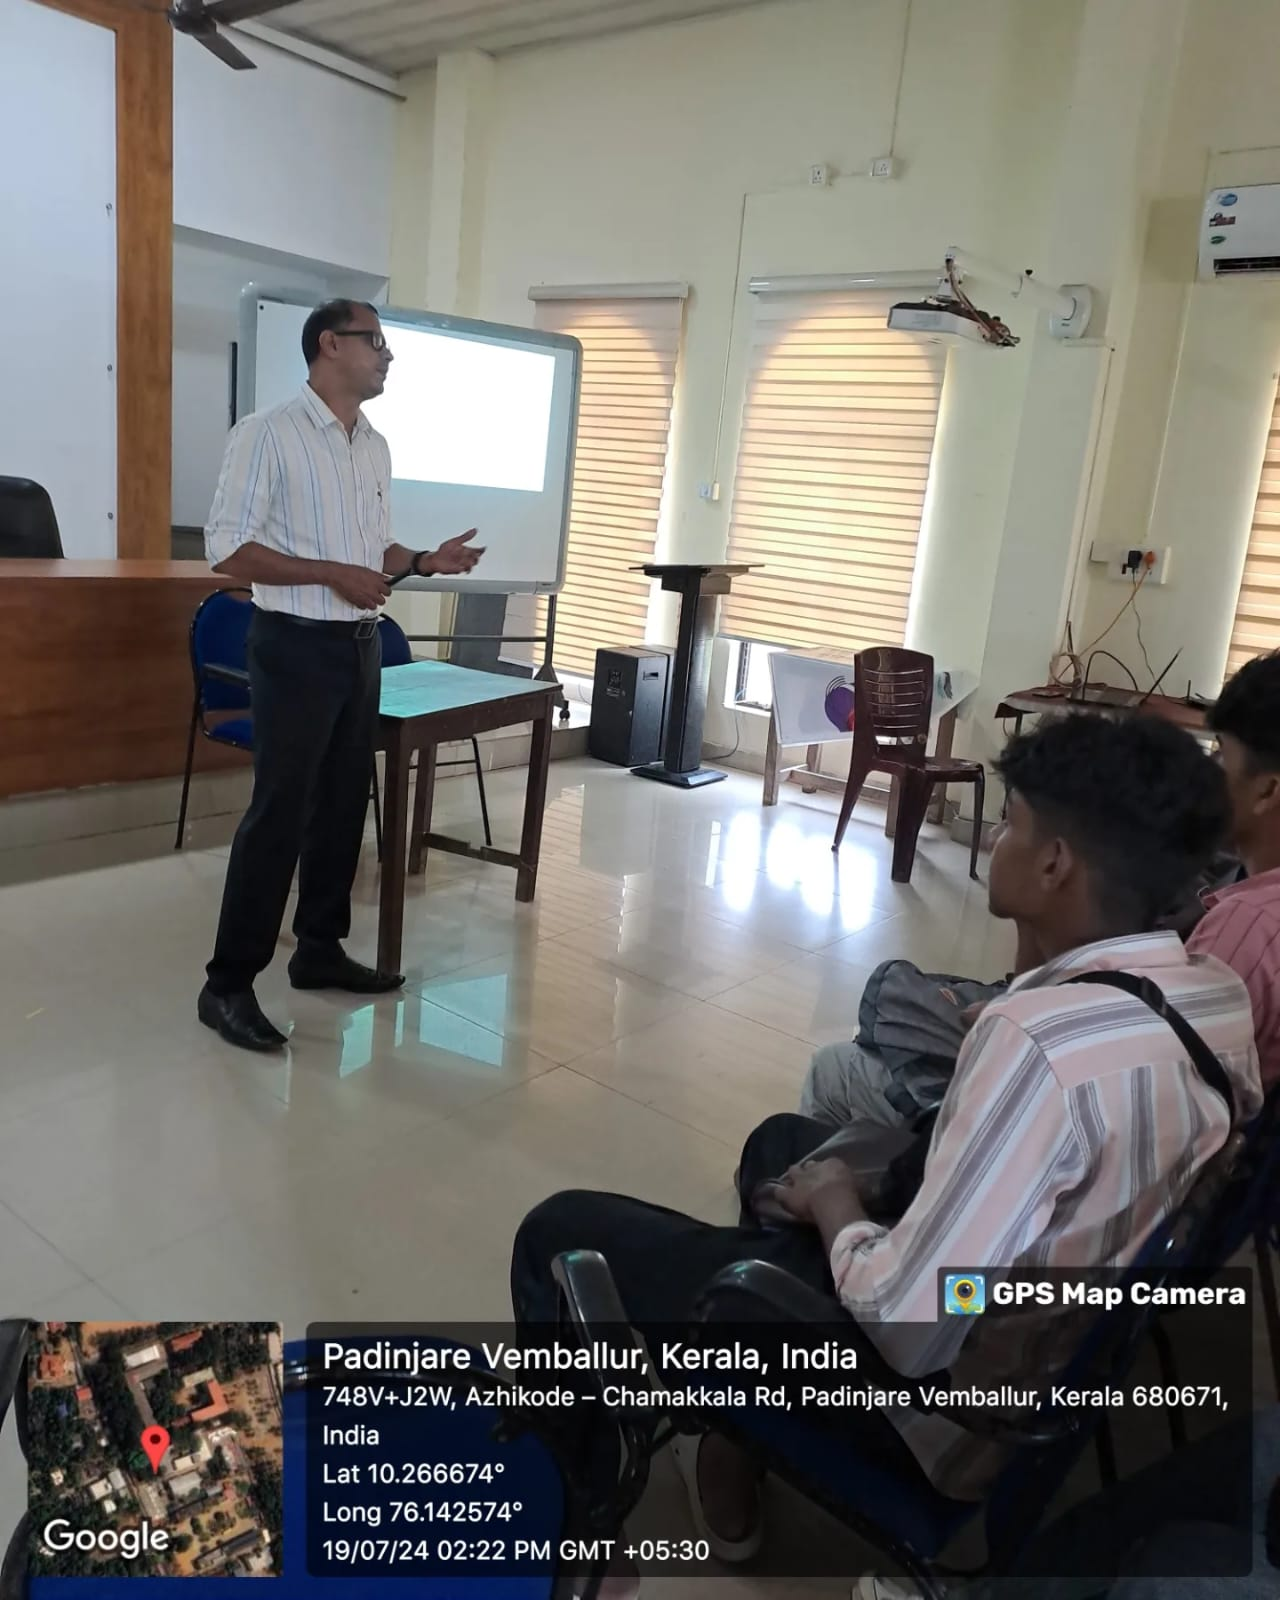 GPS Map Camera
Padinjare Vemballur, Kerala, India
748V+J2W, Azhikode – Chamakkala Rd, Padinjare Vemballur, Kerala 680671,
India
Lat 10.266674°
Long 76.142574°
19/07/24 02:22 PM GMT +05:30
Google